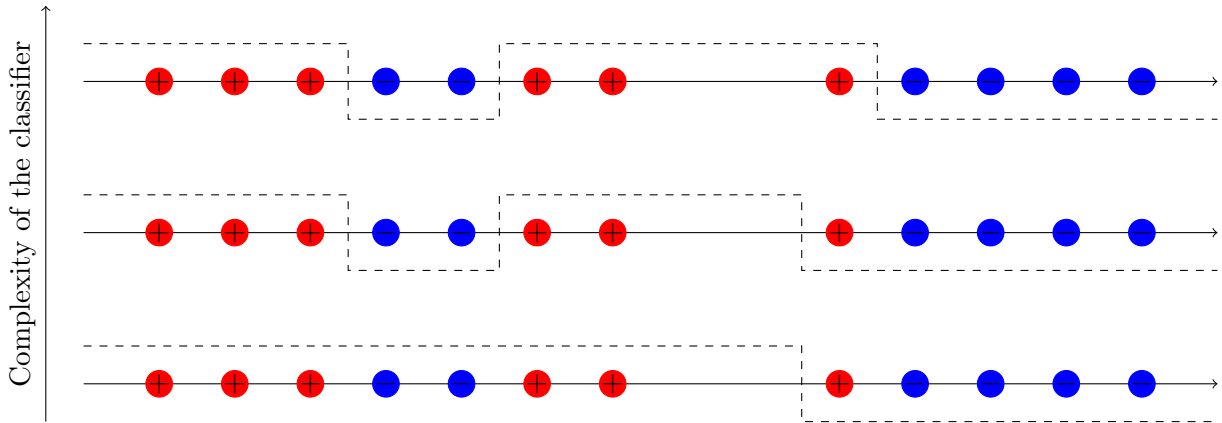 Complexity of the classifier
+ + + − − + + + − − − −
+ + + − − + + + − − − −
+ + + − − + + + − − − −